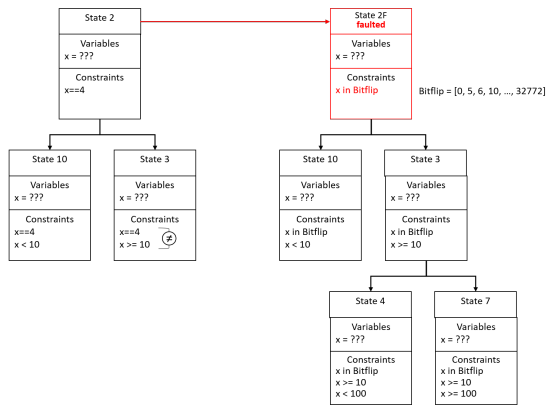 State 2
Variables
x = ???
Constraints
x==4
State 2F
faulted
Variables
x = ???
Constraints
x in Bitflip
Bitflip = [0, 5, 6, 10, ..., 32772]
State 10
Variables
x = ???
Constraints
x==4
x < 10
State 3
Variables
x = ???
Constraints
x==4
x >= 10
≠
State 10
Variables
x = ???
Constraints
x in Bitflip
x < 10
State 3
Variables
x = ???
Constraints
x in Bitflip
x >= 10
State 4
Variables
x = ???
Constraints
x in Bitflip
x >= 10
x < 100
State 7
Variables
x = ???
Constraints
x in Bitflip
x >= 10
x >= 100